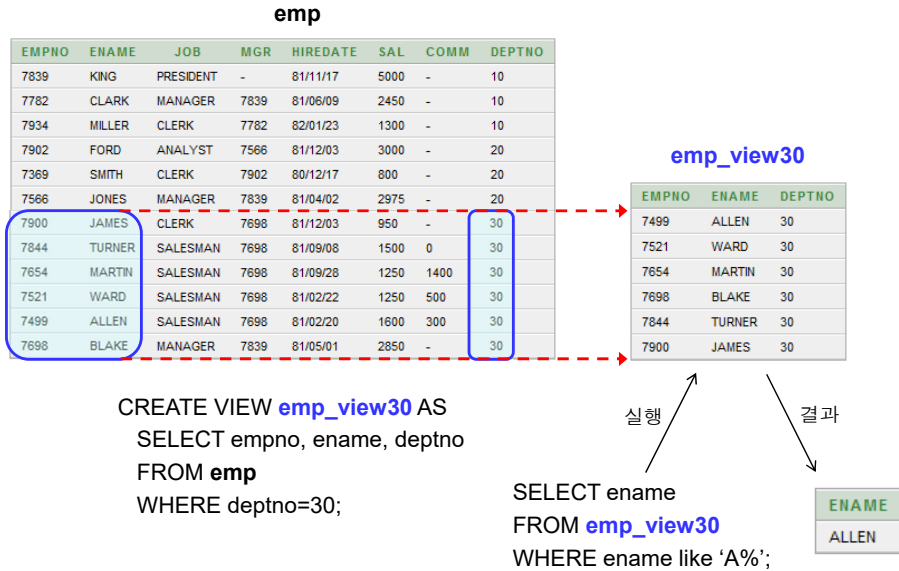 emp
EMPNO ENAME JOB MGR HIREDATE SAL COMM DEPTNO
7839 KING PRESIDENT - 81/11/17 5000 - 10
7782 CLARK MANAGER 7839 81/06/09 2450 - 10
7934 MILLER CLERK 7782 82/01/23 1300 - 10
7902 FORD ANALYST 7566 81/12/03 3000 - 20
7369 SMITH CLERK 7902 80/12/17 800 - 20
7566 JONES MANAGER 7839 81/04/02 2975 - 20
7900 JAMES CLERK 7698 81/12/03 950 - 30
7844 TURNER SALESMAN 7698 81/09/08 1500 0 30
7654 MARTIN SALESMAN 7698 81/09/28 1250 1400 30
7521 WARD SALESMAN 7698 81/02/22 1250 500 30
7499 ALLEN SALESMAN 7698 81/02/20 1600 300 30
7698 BLAKE MANAGER 7839 81/05/01 2850 - 30
emp_view30
EMPNO ENAME DEPTNO
7499 ALLEN 30
7521 WARD 30
7654 MARTIN 30
7698 BLAKE 30
7844 TURNER 30
7900 JAMES 30
CREATE VIEW emp_view30 AS
SELECT empno, ename, deptno
FROM emp
WHERE deptno=30;
실행
결과
SELECT ename
FROM emp_view30
WHERE ename like ‘A%’;
ENAME
ALLEN